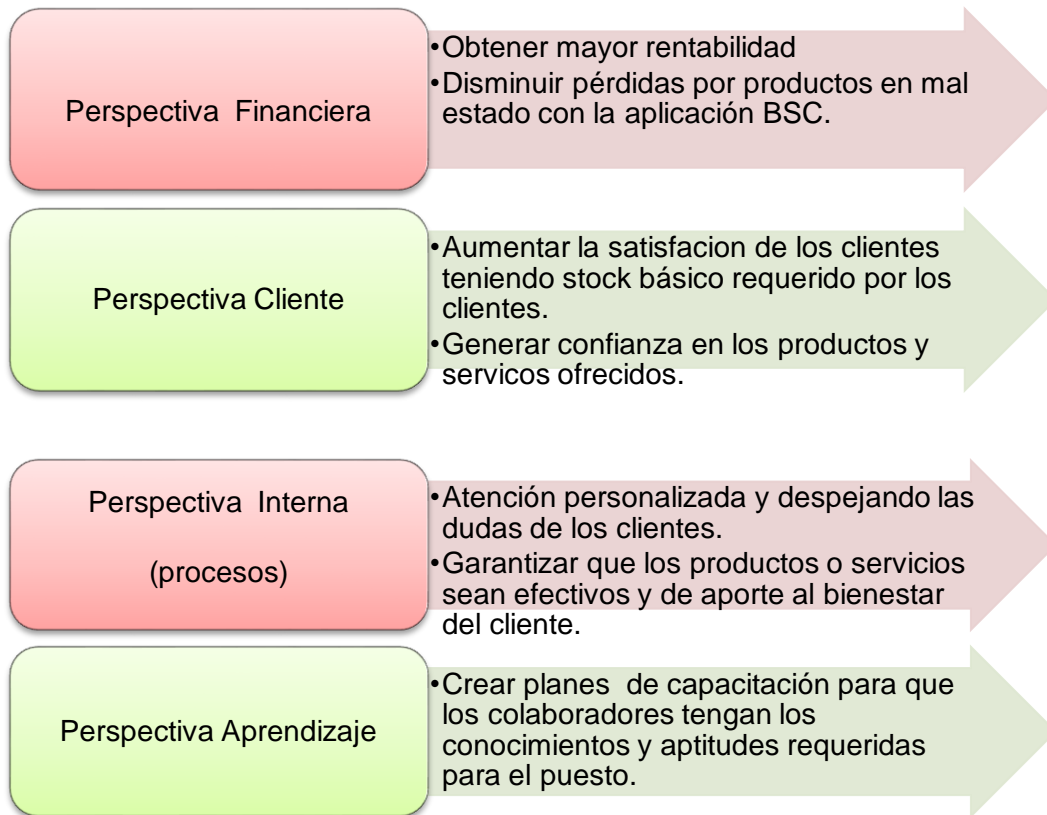 Perspectiva Financiera
•Obtener mayor rentabilidad
•Disminuir pérdidas por productos en mal
estado con la aplicación BSC.
Perspectiva Cliente
•Aumentar la satisfacion de los clientes
teniendo stock básico requerido por los
clientes.
•Generar confianza en los productos y
servicos ofrecidos.
Perspectiva Interna
(procesos)
•Atención personalizada y despejando las
dudas de los clientes.
•Garantizar que los productos o servicios
sean efectivos y de aporte al bienestar
del cliente.
Perspectiva Aprendizaje
•Crear planes de capacitación para que
los colaboradores tengan los
conocimientos y aptitudes requeridas
para el puesto.